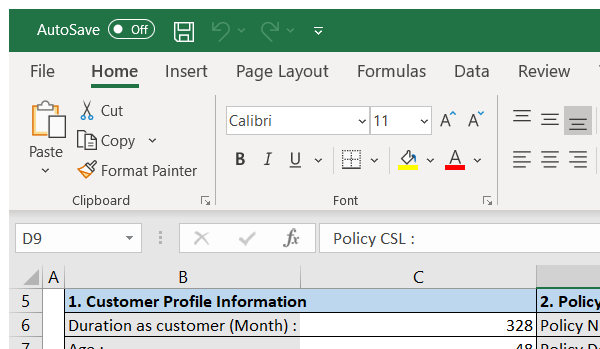 AutoSave Off
File Home Insert Page Layout Formulas Data Review
Cut
Copy
Paste
Format Painter
Clipboard
Calibri 11 A A
B I U A
Font
D9 fx Policy CSL :
A B C
5 1. Customer Profile Information 2. Policy
6 Duration as customer (Month) : 328 Policy N
7 Age : 48 Policy D